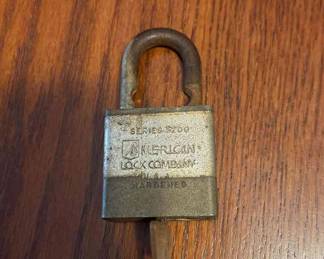 SERIES 5200
AMERICAN
LOCK COMPANY
U.S.A.
HARDENED